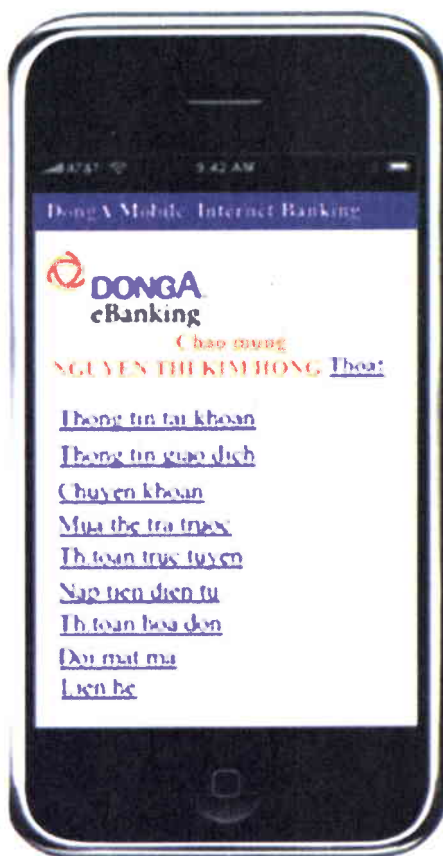 AT&T 9:42 AM
DongA Mobile Internet Banking
DONGA
eBanking
Chao mung
NGUYEN THI KIM HONG Thoat
Thong tin tai khoan
Thong tin giao dich
Chuyen khoan
Mua the tra truoc
Th.toan truc tuyen
Nap tien dien tu
Th.toan hoa don
Doi mat ma
Lien he